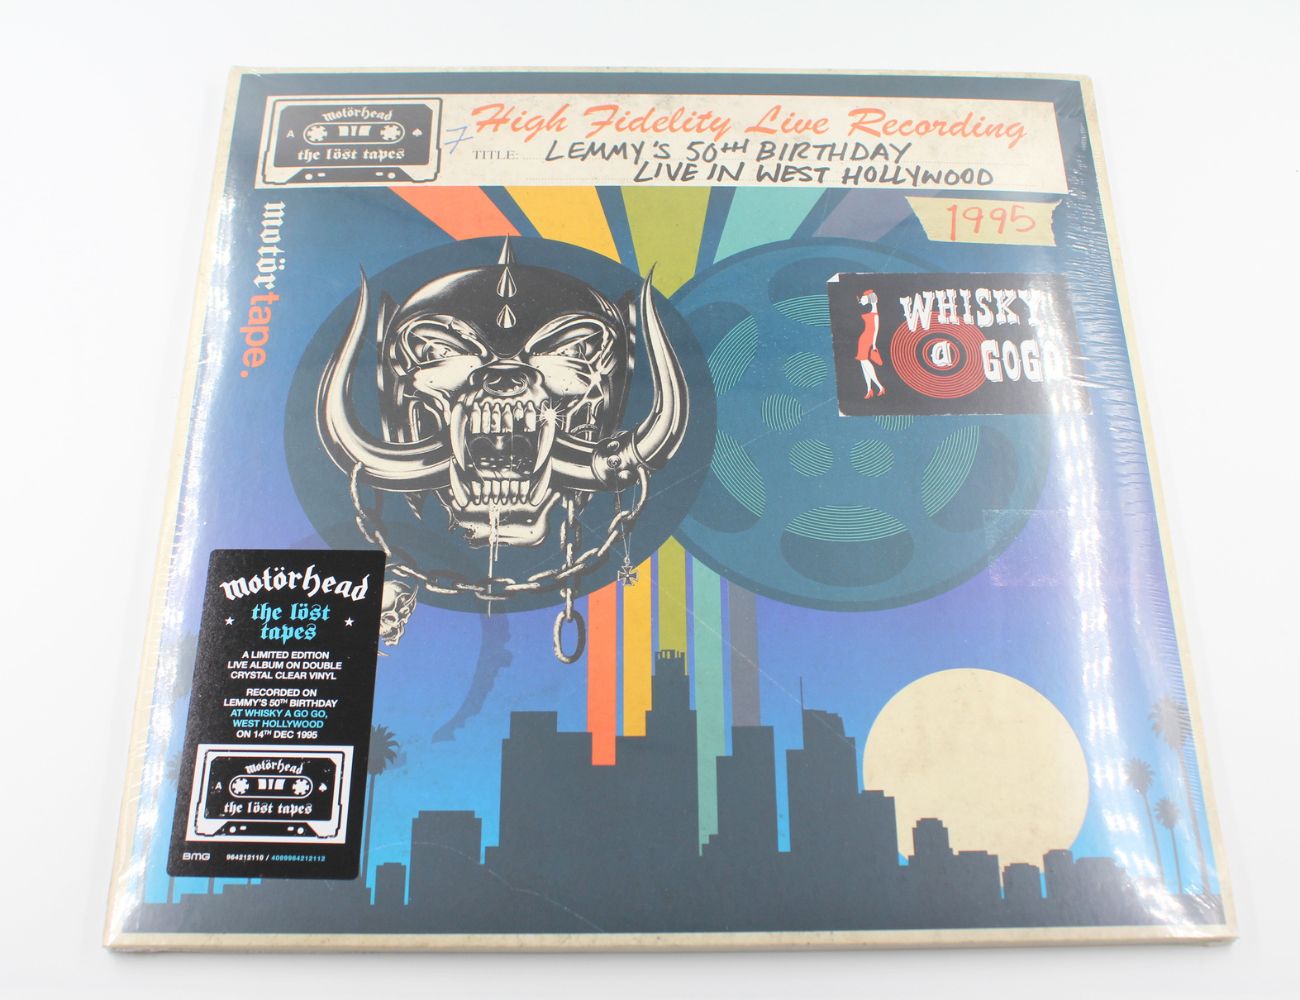 motörhead
A
the löst tapes
7
High Fidelity Live Recording
TITLE: LEMMY'S 50TH BIRTHDAY
LIVE IN WEST HOLLYWOOD
1995
motörtape.
WHISKY
a GOGO
motörhead
the löst
tapes
A LIMITED EDITION
LIVE ALBUM ON DOUBLE
CRYSTAL CLEAR VINYL
RECORDED ON
LEMMY'S 50TH BIRTHDAY
AT WHISKY A GO GO,
WEST HOLLYWOOD
ON 14TH DEC 1995
motörhead
A
the löst tapes
BMG 964212110 / 4099964212112